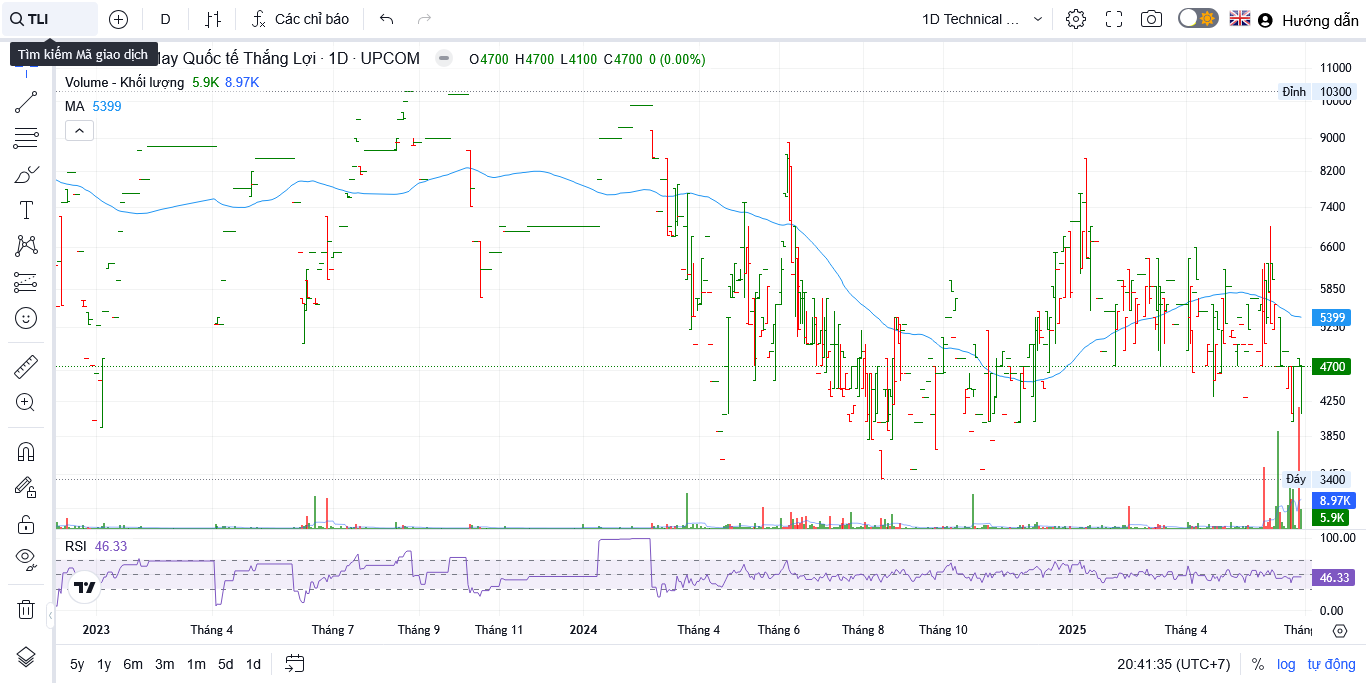 TLI
D
Các chỉ báo
1D Technical ...
Hướng dẫn
Tìm kiếm Mã giao dịch
May Quốc tế Thắng Lợi · 1D · UPCOM
O4700 H4700 L4100 C4700 0 (0.00%)
Volume - Khối lượng 5.9K 8.97K
MA 5399
11000
Đỉnh 10300
10000
9000
8200
7400
6600
5850
5399
5250
4700
4250
3850
3450
Đáy 3400
8.97K
5.9K
RSI 46.33
100.00
46.33
0.00
2023 Tháng 4 Tháng 7 Tháng 9 Tháng 11 2024 Tháng 4 Tháng 6 Tháng 8 Tháng 10 2025 Tháng 4 Tháng
5y 1y 6m 3m 1m 5d 1d
20:41:35 (UTC+7) % log tự động